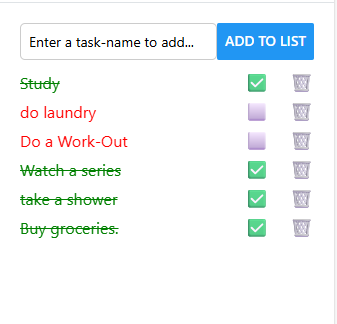 Enter a task-name to add...
ADD TO LIST
Study
do laundry
Do a Work-Out
Watch a series
take a shower
Buy groceries.